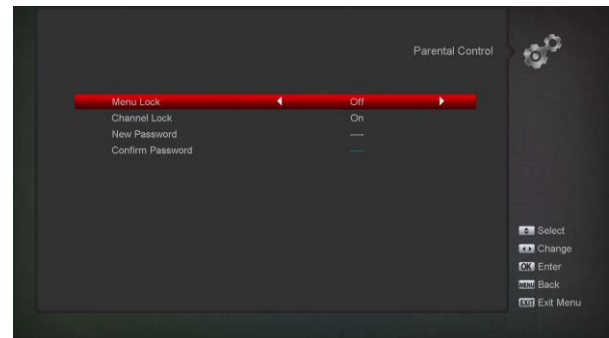 Parental Control
Menu Lock Off
Channel Lock On
New Password ----
Confirm Password ----
Select
Change
OK Enter
MENU Back
EXIT Exit Menu